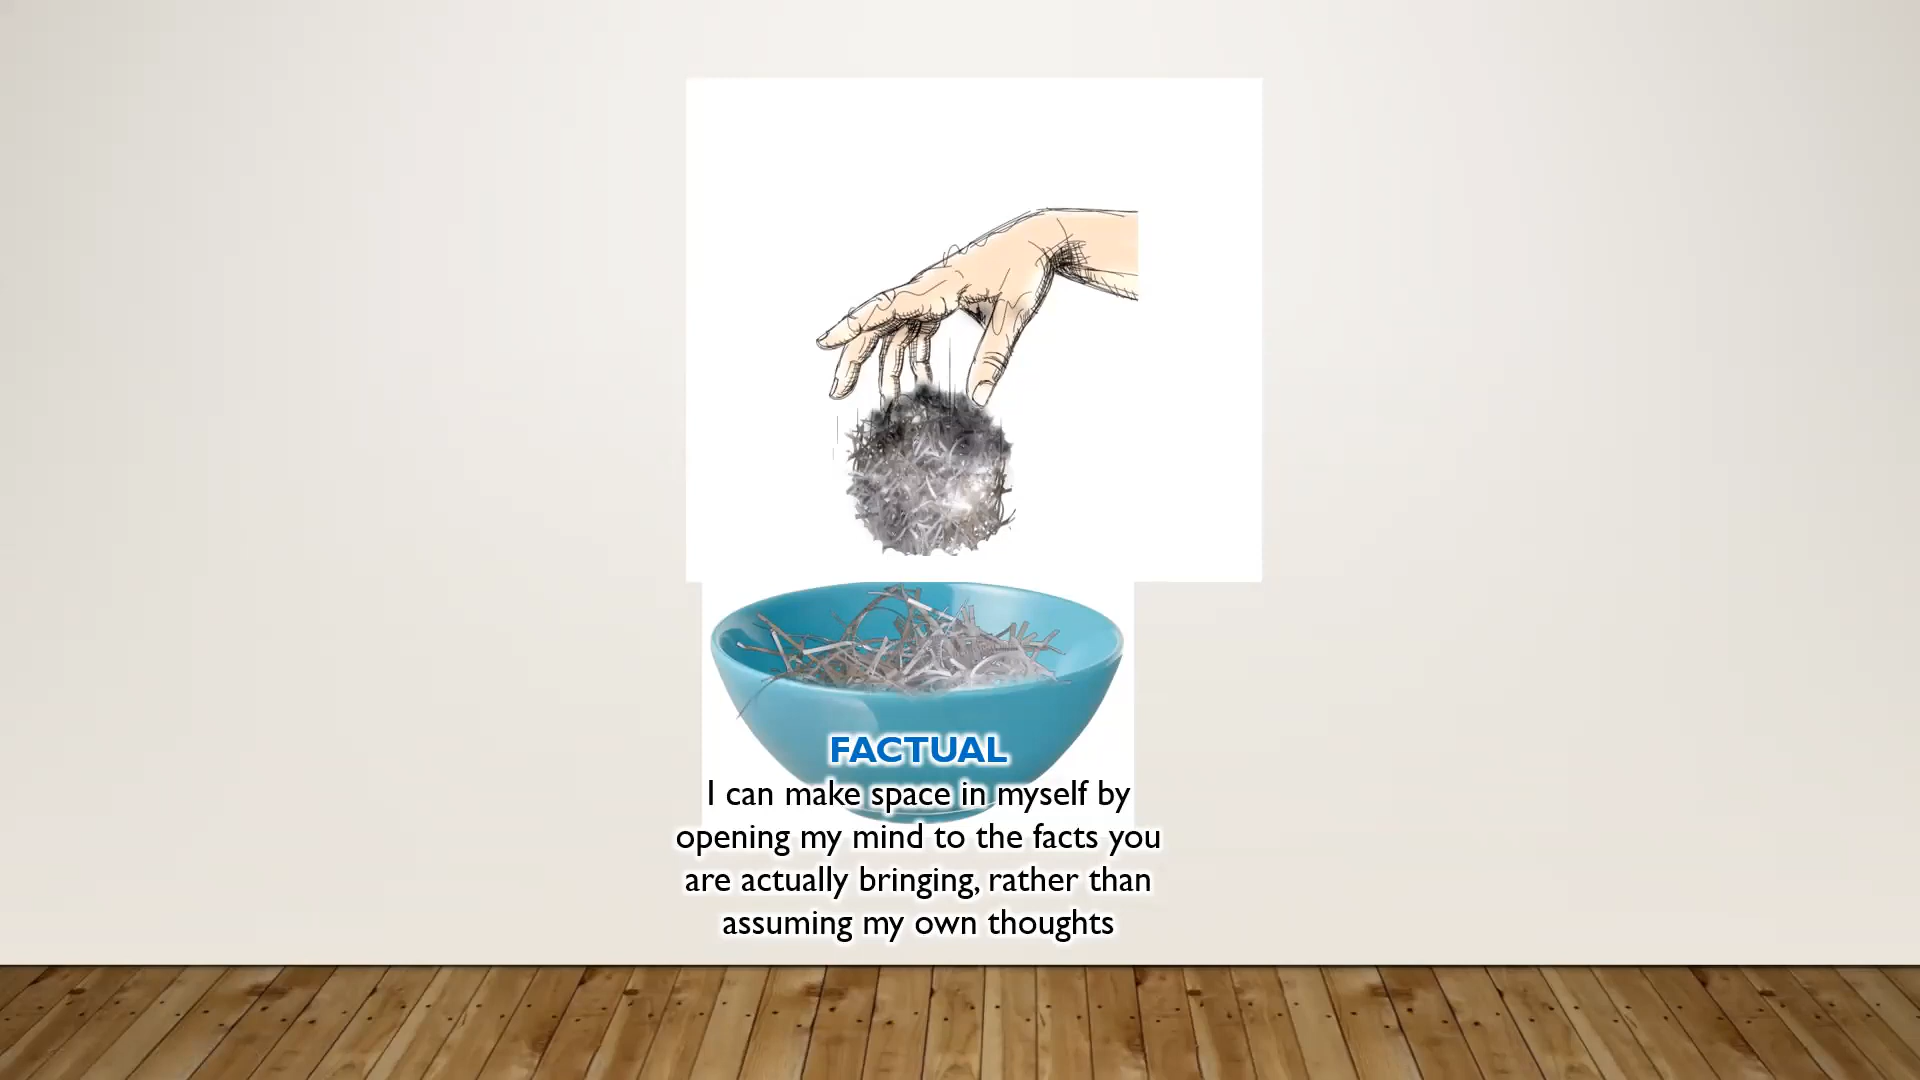 FACTUAL
I can make space in myself by
opening my mind to the facts you
are actually bringing, rather than
assuming my own thoughts